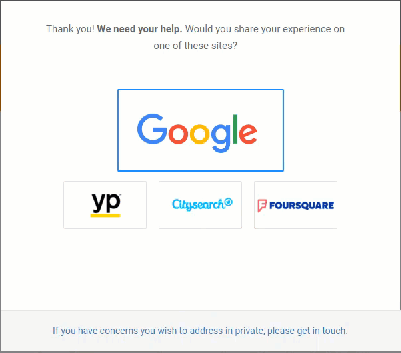 Thank you! We need your help. Would you share your experience on
one of these sites?
Google
yp
Citysearch
FOURSQUARE
If you have concerns you wish to address in private, please get in touch.